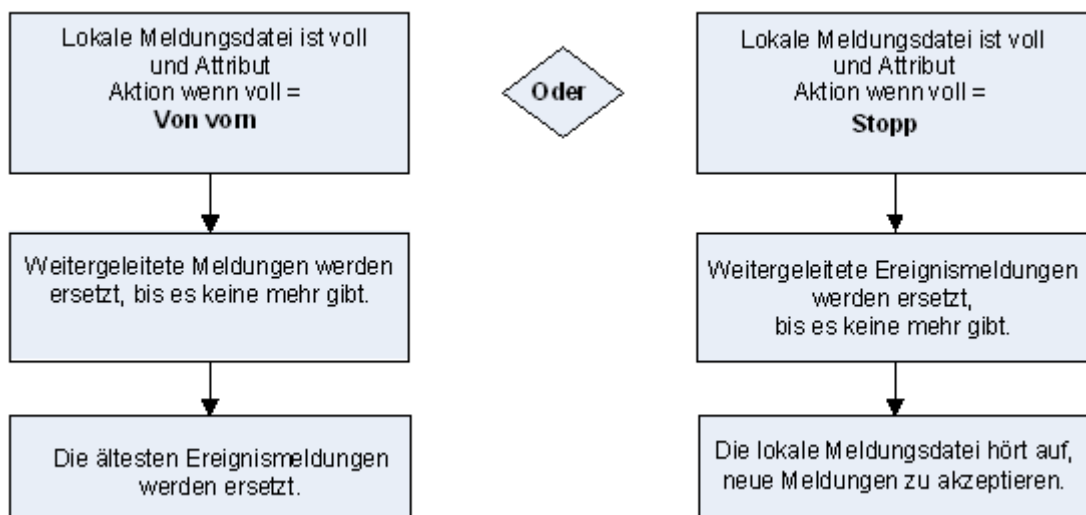 Lokale Meldungsdatei ist voll
und Attribut
Aktion wenn voll =
Von vorn
Oder
Lokale Meldungsdatei ist voll
und Attribut
Aktion wenn voll =
Stopp
Weitergeleitete Meldungen werden
ersetzt, bis es keine mehr gibt.
Weitergeleitete Ereignismeldungen
werden ersetzt,
bis es keine mehr gibt.
Die ältesten Ereignismeldungen
werden ersetzt.
Die lokale Meldungsdatei hört auf,
neue Meldungen zu akzeptieren.